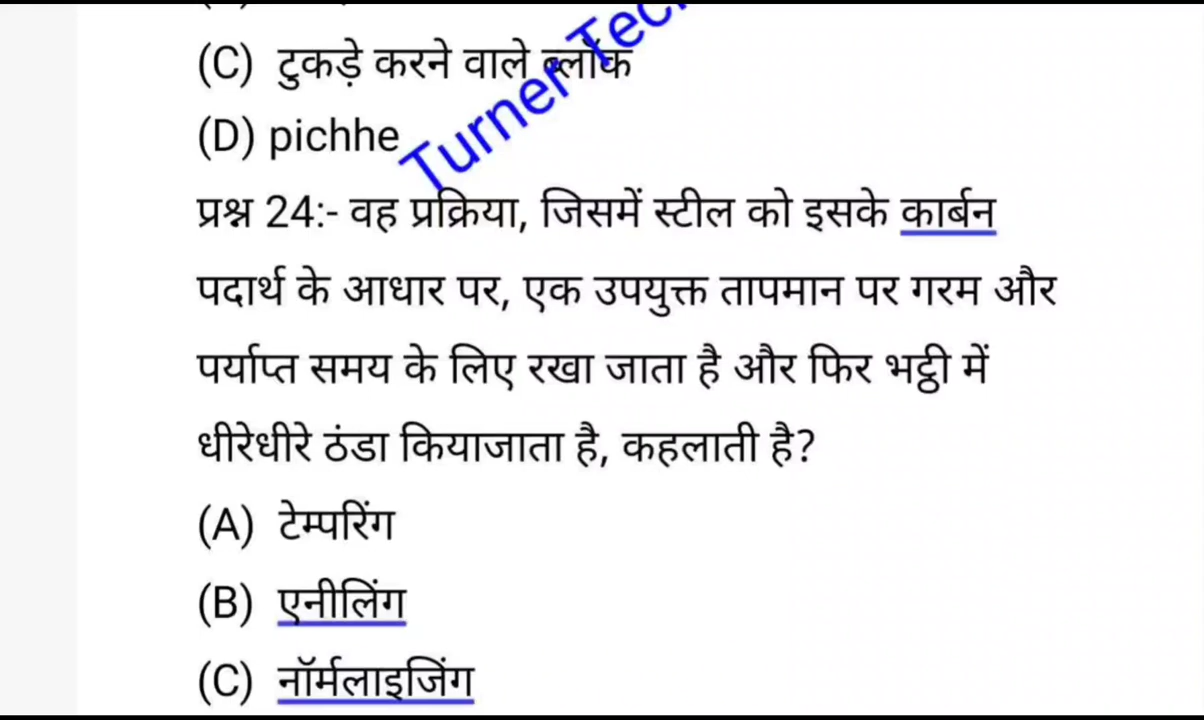 (C) टुकड़े करने वाले ब्लॉक
(D) pichhe
Turner
प्रश्न 24:- वह प्रक्रिया, जिसमें स्टील को इसके कार्बन
पदार्थ के आधार पर, एक उपयुक्त तापमान पर गरम और
पर्याप्त समय के लिए रखा जाता है और फिर भट्ठी में
धीरेधीरे ठंडा कियाजाता है, कहलाती है?
(A) टेम्परिंग
(B) एनीलिंग
(C) नॉर्मलाइजिंग